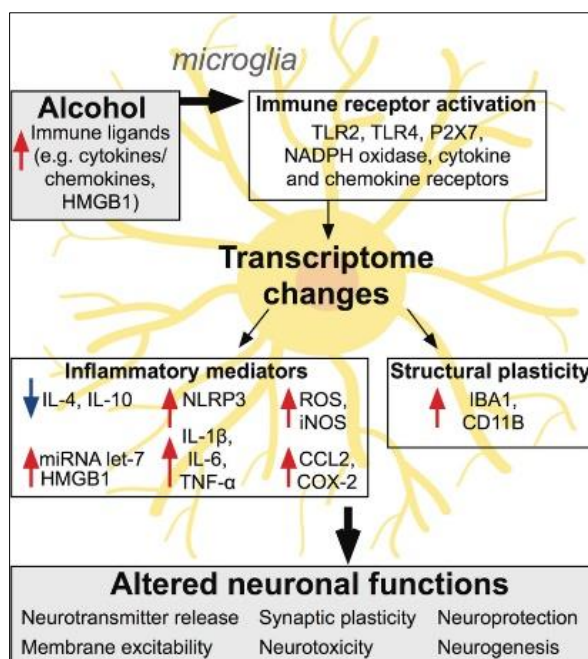 microglia
Alcohol
Immune ligands
(e.g. cytokines/
chemokines,
HMGB1)
Immune receptor activation
TLR2, TLR4, P2X7,
NADPH oxidase, cytokine
and chemokine receptors
Transcriptome
changes
Inflammatory mediators
IL-4, IL-10
miRNA let-7
HMGB1
NLRP3
IL-1β,
IL-6,
TNF-α
ROS,
iNOS
CCL2,
COX-2
Structural plasticity
IBA1,
CD11B
Altered neuronal functions
Neurotransmitter release Synaptic plasticity Neuroprotection
Membrane excitability Neurotoxicity Neurogenesis